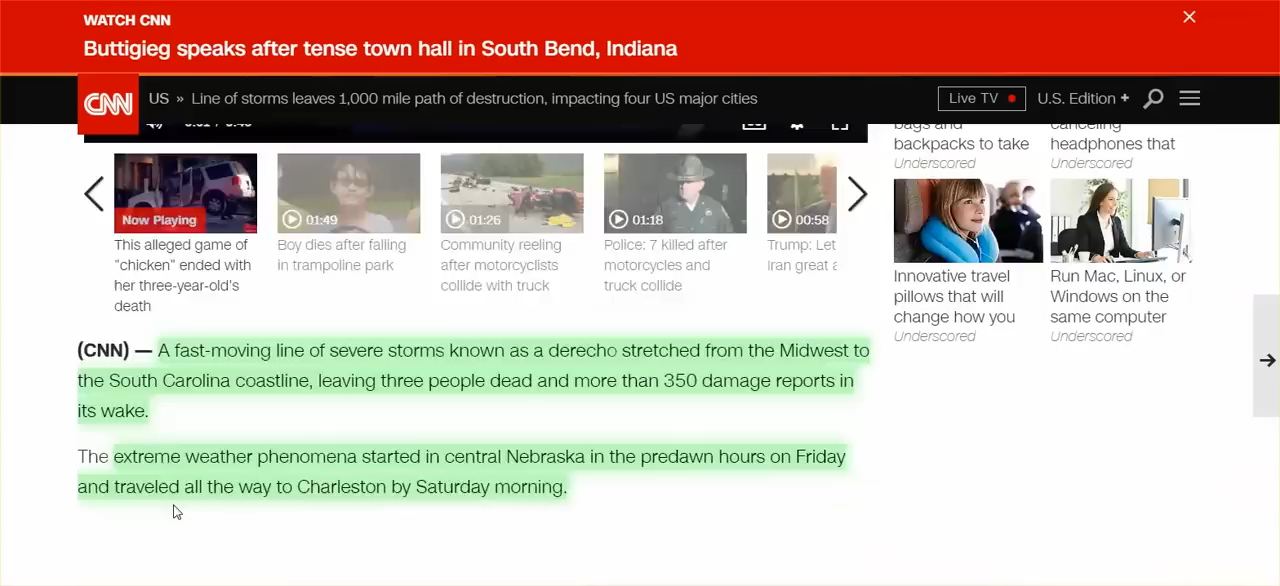 WATCH CNN
Buttigieg speaks after tense town hall in South Bend, Indiana
CNN
US » Line of storms leaves 1,000 mile path of destruction, impacting four US major cities
Live TV
U.S. Edition +
bags and
backpacks to take
Underscored
canceling
headphones that
Underscored
Now Playing
This alleged game of
"chicken" ended with
her three-year-old's
death
01:49
Boy dies after falling
in trampoline park
01:26
Community reeling
after motorcyclists
collide with truck
01:18
Police: 7 killed after
motorcycles and
truck collide
00:58
Trump: Let
Iran great
Innovative travel
pillows that will
change how you
Underscored
Run Mac, Linux, or
Windows on the
same computer
Underscored
(CNN) — A fast-moving line of severe storms known as a derecho stretched from the Midwest to
the South Carolina coastline, leaving three people dead and more than 350 damage reports in
its wake.
The extreme weather phenomena started in central Nebraska in the predawn hours on Friday
and traveled all the way to Charleston by Saturday morning.